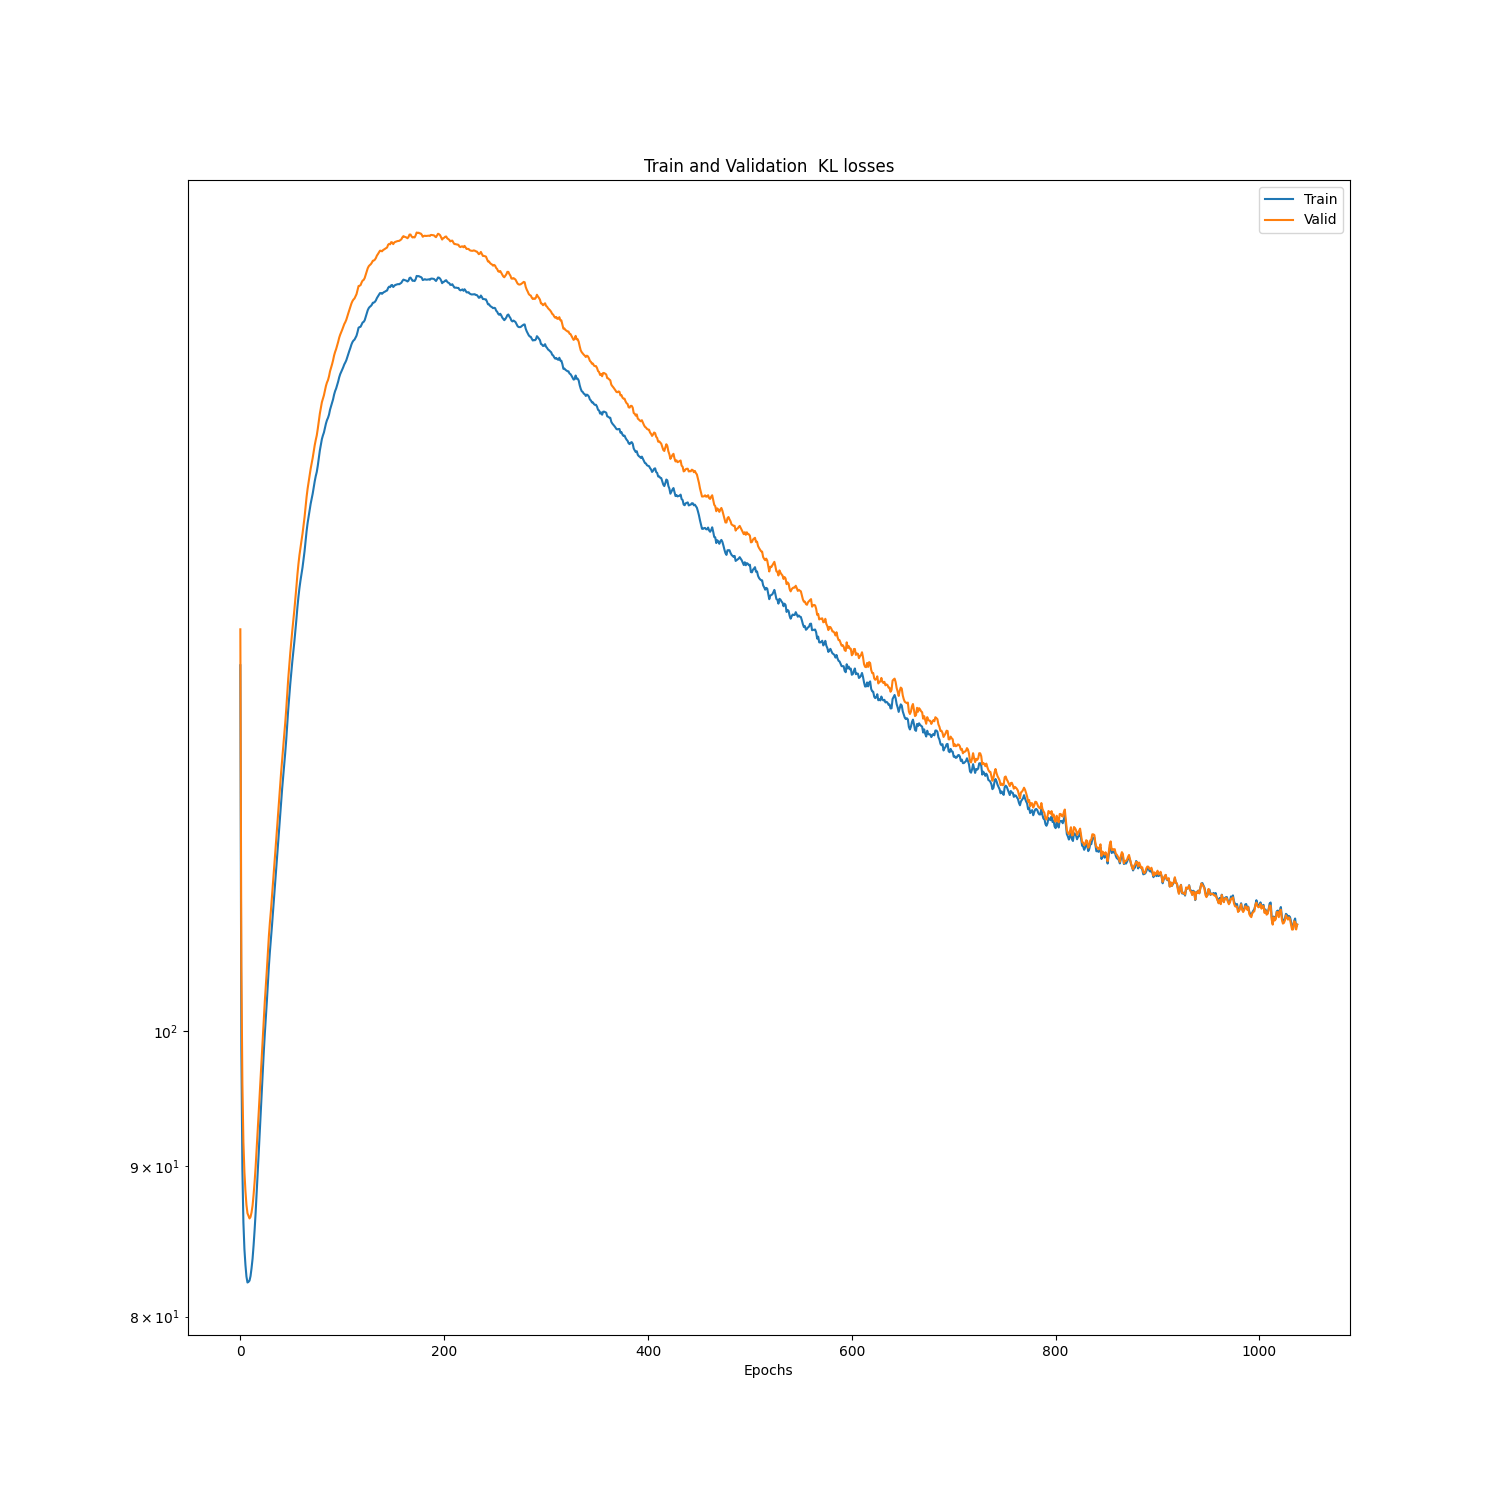 Train and Validation  KL losses
Train
Valid
10²
9 × 10¹
8 × 10¹
0 200 400 600 800 1000
Epochs